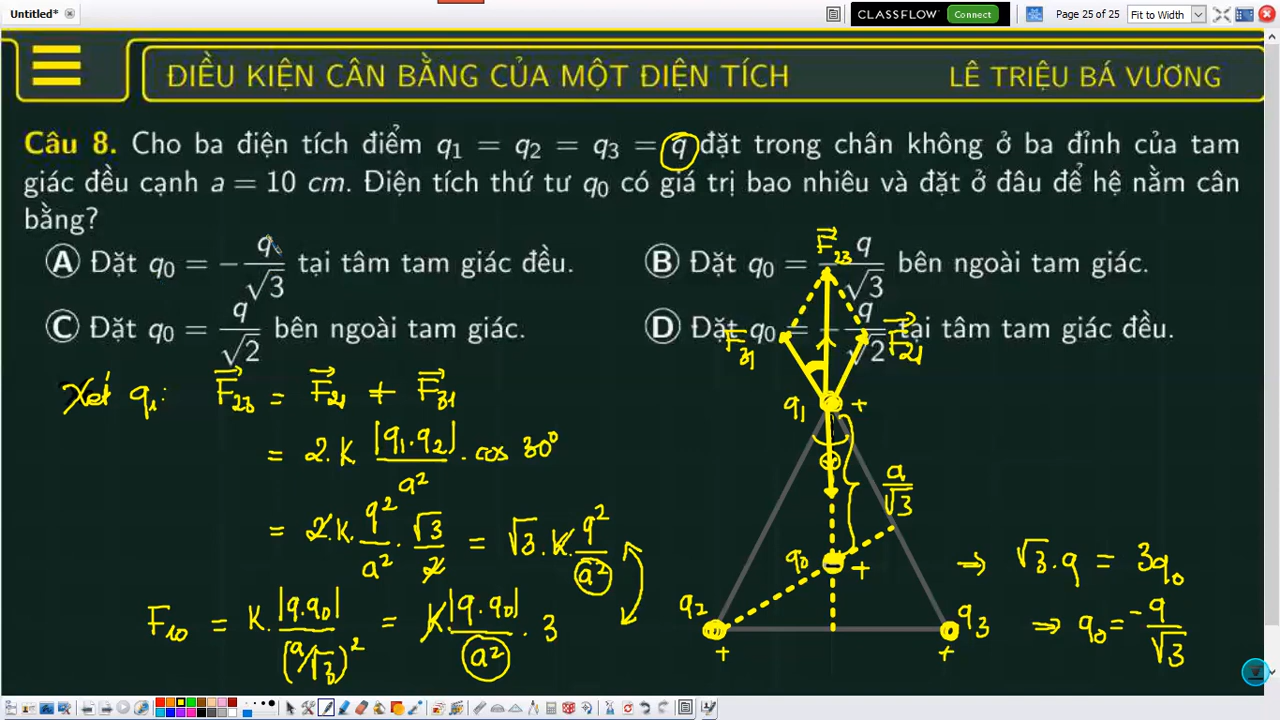 Untitled*
CLASSFLOW Connect
Page 25 of 25
Fit to Width
ĐIỀU KIỆN CÂN BẰNG CỦA MỘT ĐIỆN TÍCH
LÊ TRIỆU BÁ VƯƠNG
Câu 8. Cho ba điện tích điểm q₁ = q₂ = q₃ = q đặt trong chân không ở ba đỉnh của tam
giác đều cạnh a = 10 cm. Điện tích thứ tư q₀ có giá trị bao nhiêu và đặt ở đâu để hệ nằm cân
bằng?
A Đặt q₀ = −q/√3 tại tâm tam giác đều.
B Đặt q₀ = q/√3 bên ngoài tam giác.
C Đặt q₀ = q/√2 bên ngoài tam giác.
D Đặt q₀ = −q/√2 tại tâm tam giác đều.
Xét q₁: F⃗₂₃ = F⃗₂₁ + F⃗₃₁
= 2.K |q₁.q₂|/a² . cos 30°
= 2.K. q²/a² . √3/2 = √3.K. q²/a²
F₁₀ = K. |q.q₀|/(a/√3)² = K |q.q₀|/a² . 3
F⃗₂₃
F⃗₃₁
F⃗₂₁
q₁ +
a/√3
q₀ +
q₂ +
q₃ +
⇒ √3.q = 3q₀
⇒ q₀ = −q/√3